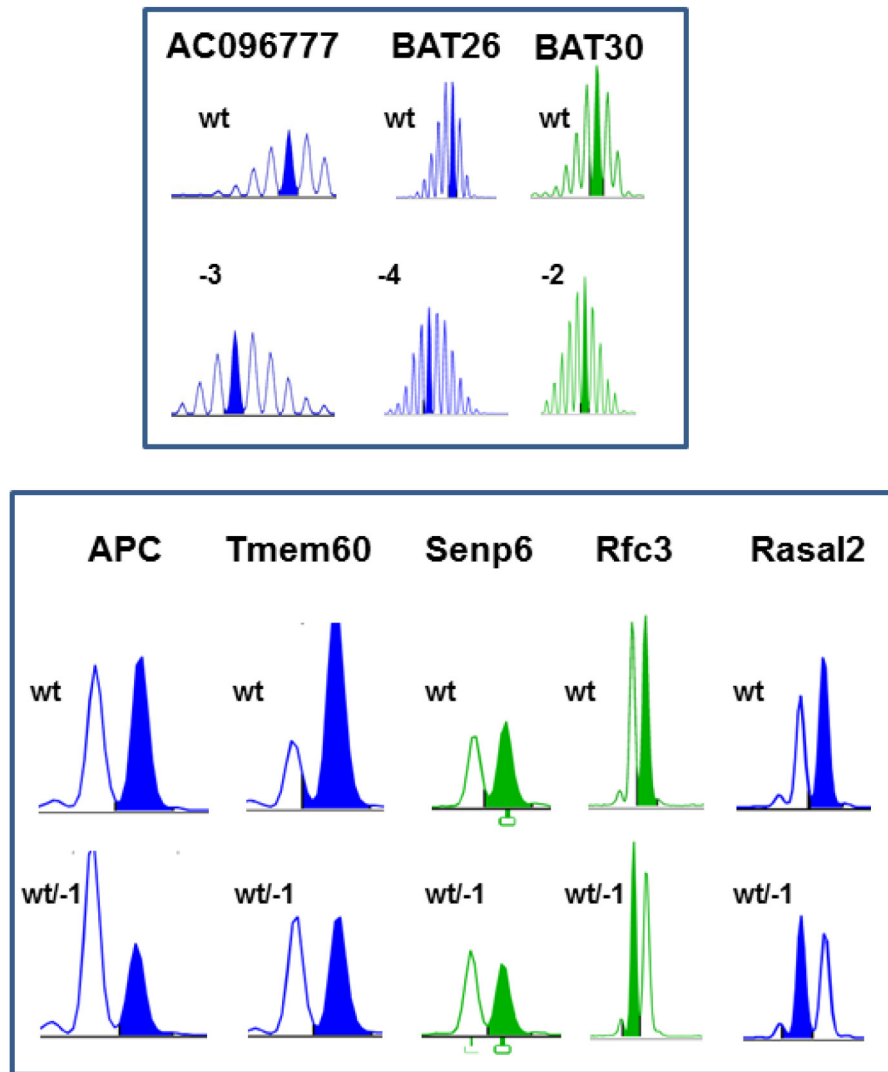 AC096777 BAT26 BAT30
wt wt wt
-3 -4 -2
APC Tmem60 Senp6 Rfc3 Rasal2
wt wt wt wt wt
wt/-1 wt/-1 wt/-1 wt/-1 wt/-1